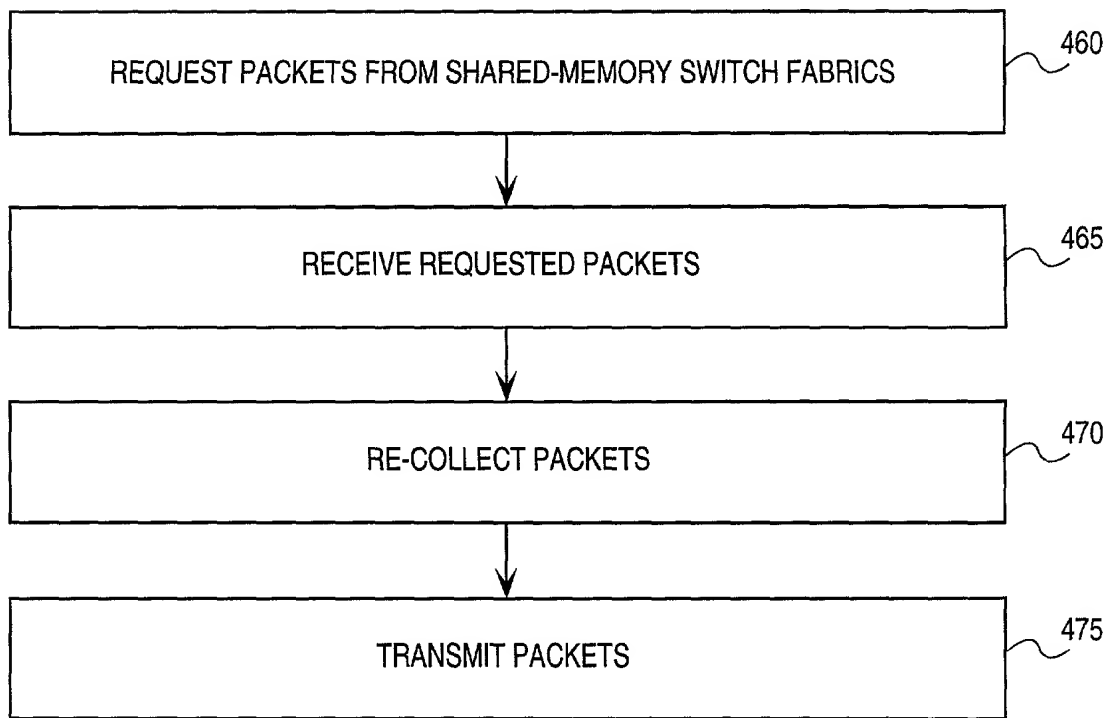 REQUEST PACKETS FROM SHARED-MEMORY SWITCH FABRICS
460
RECEIVE REQUESTED PACKETS
465
RE-COLLECT PACKETS
470
TRANSMIT PACKETS
475